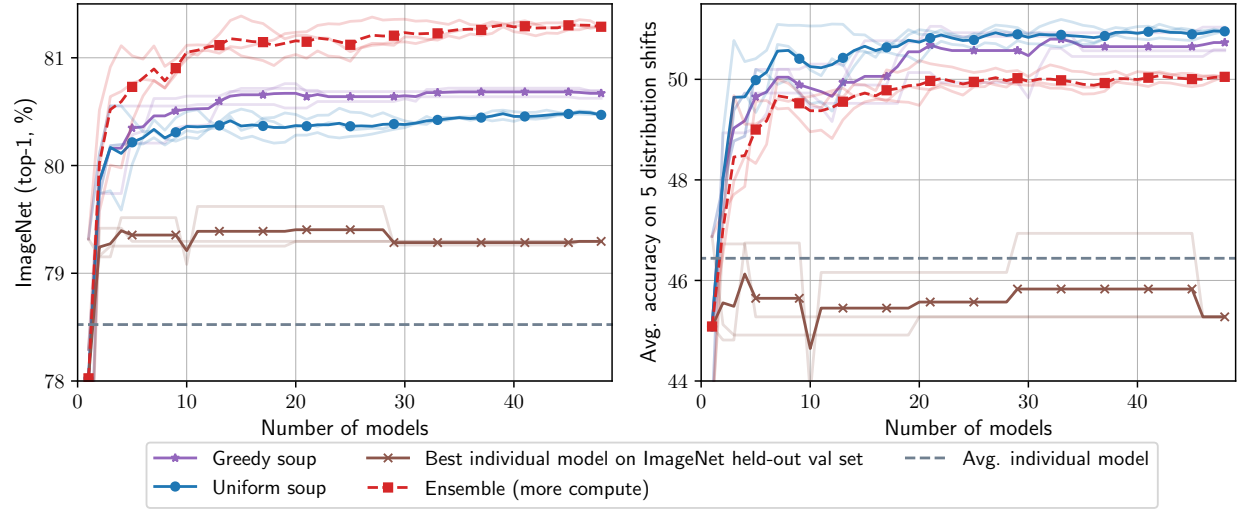 ImageNet (top-1, %)
81
80
79
78
0
10
20
30
40
Number of models
Avg. accuracy on 5 distribution shifts
50
48
46
44
0
10
20
30
40
Number of models
Greedy soup
Best individual model on ImageNet held-out val set
Avg. individual model
Uniform soup
Ensemble (more compute)